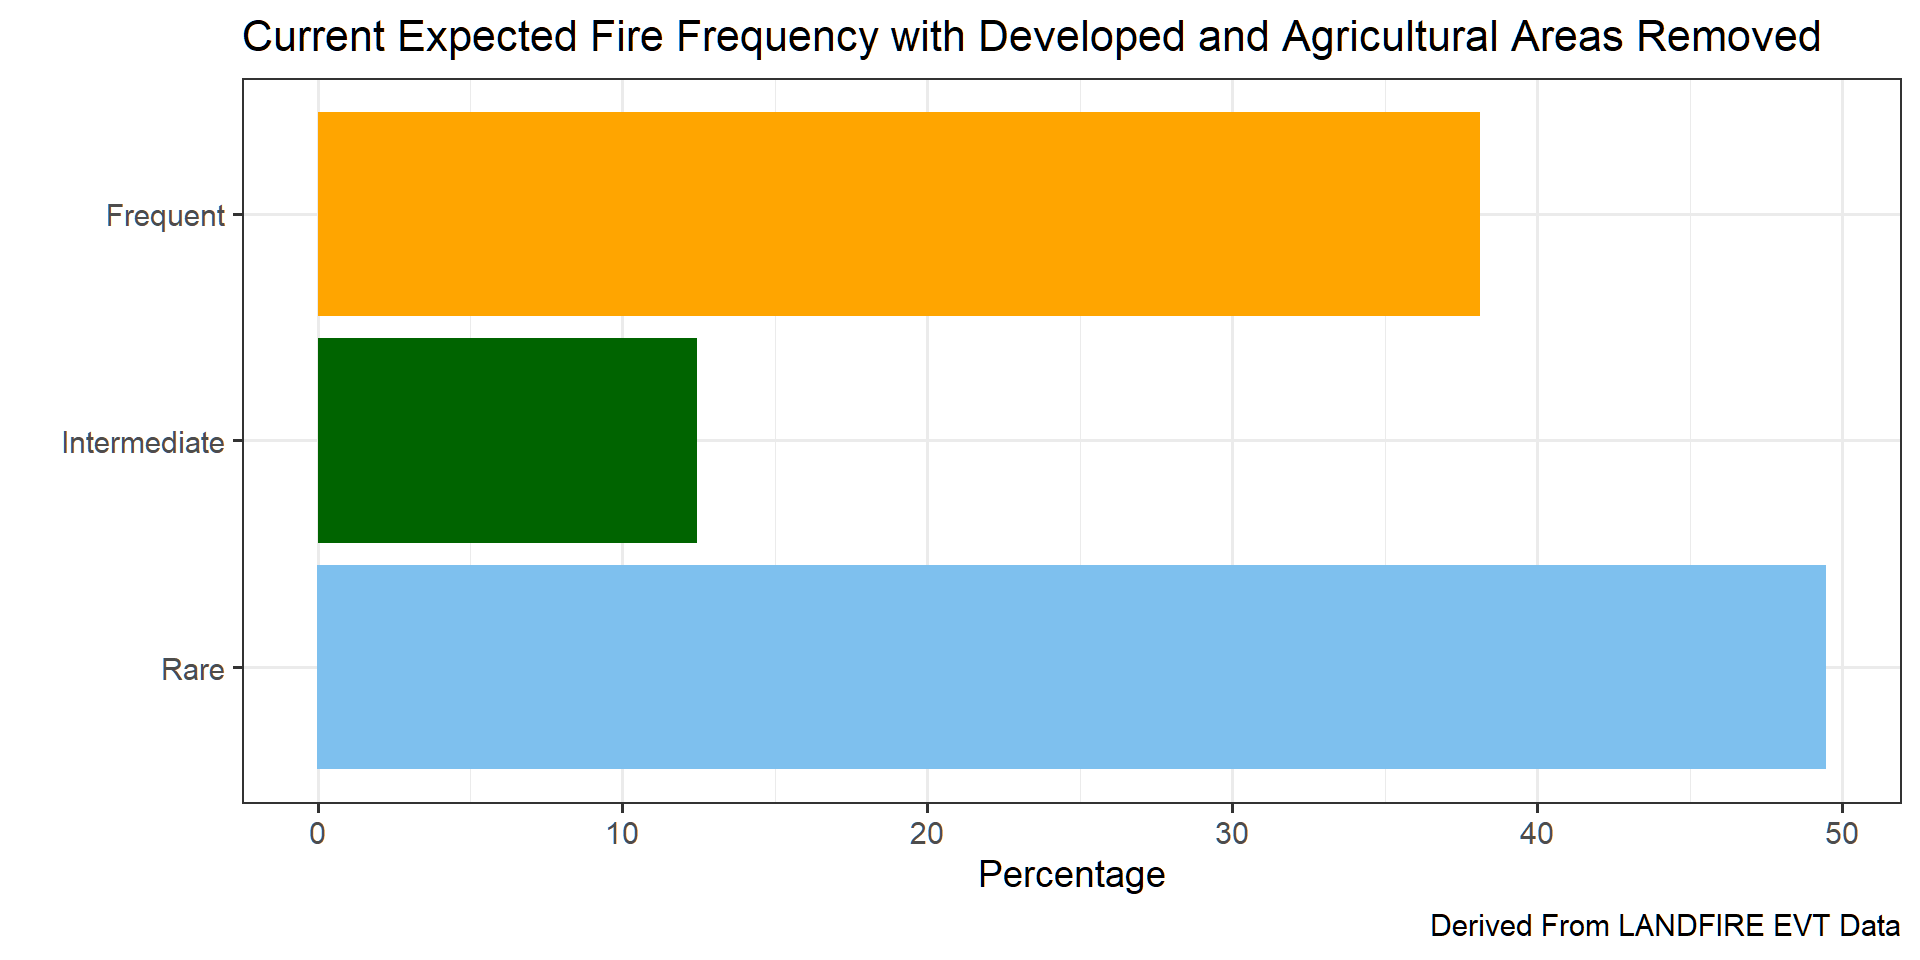 Current Expected Fire Frequency with Developed and Agricultural Areas Removed
Frequent
Intermediate
Rare
0 10 20 30 40 50
Percentage
Derived From LANDFIRE EVT Data